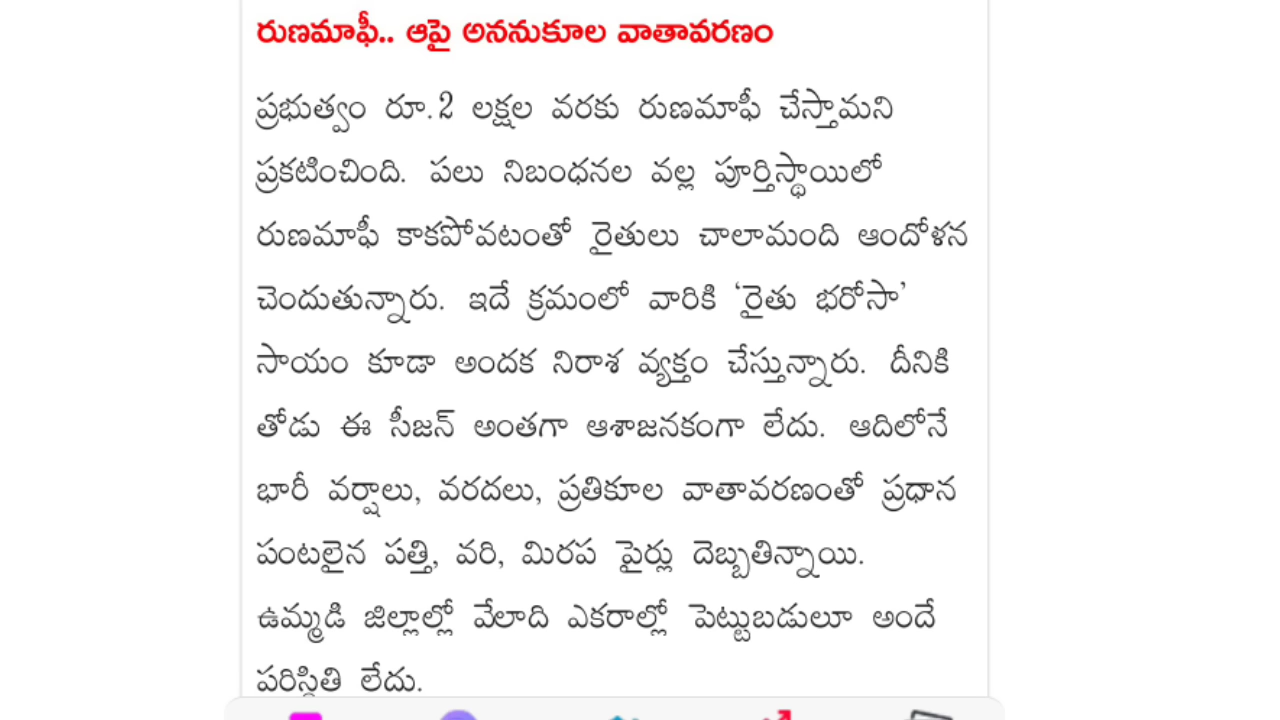 రుణమాఫీ.. ఆపై అననుకూల వాతావరణం
ప్రభుత్వం రూ.2 లక్షల వరకు రుణమాఫీ చేస్తామని
ప్రకటించింది. పలు నిబంధనల వల్ల పూర్తిస్థాయిలో
రుణమాఫీ కాకపోవటంతో రైతులు చాలామంది ఆందోళన
చెందుతున్నారు. ఇదే క్రమంలో వారికి ‘రైతు భరోసా’
సాయం కూడా అందక నిరాశ వ్యక్తం చేస్తున్నారు. దీనికి
తోడు ఈ సీజన్ అంతగా ఆశాజనకంగా లేదు. ఆదిలోనే
భారీ వర్షాలు, వరదలు, ప్రతికూల వాతావరణంతో ప్రధాన
పంటలైన పత్తి, వరి, మిరప పైర్లు దెబ్బతిన్నాయి.
ఉమ్మడి జిల్లాల్లో వేలాది ఎకరాల్లో పెట్టుబడులూ అందే
పరిస్థితి లేదు.